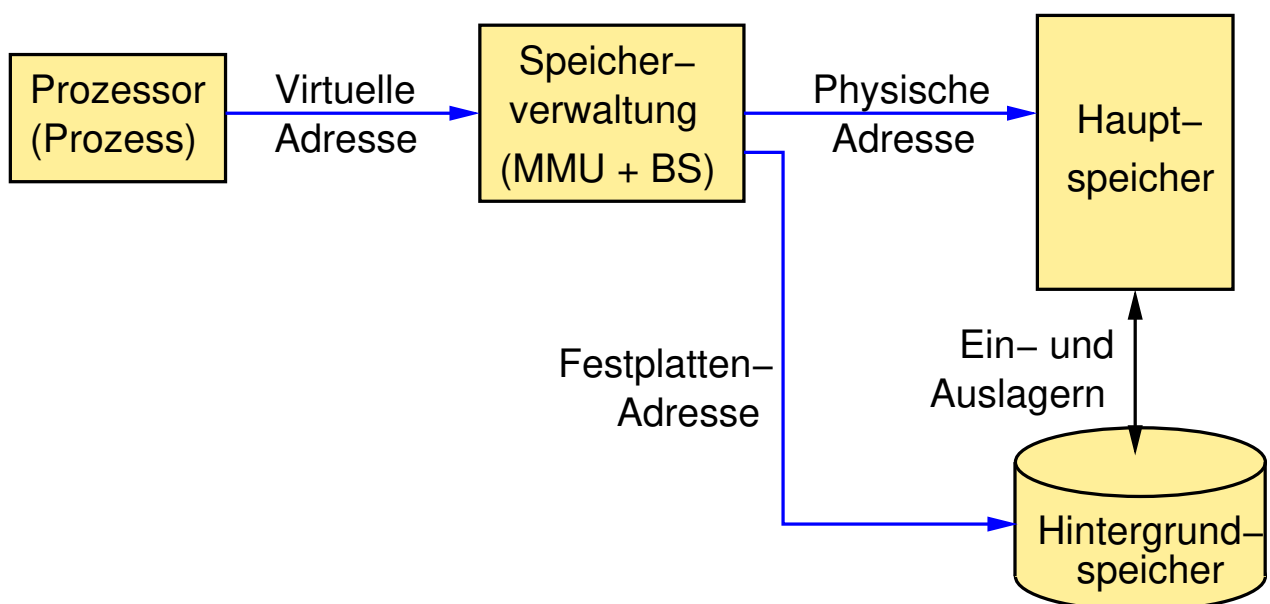 Prozessor
(Prozess)
Virtuelle
Adresse
Speicher–
verwaltung
(MMU + BS)
Physische
Adresse
Haupt–
speicher
Festplatten–
Adresse
Ein– und
Auslagern
Hintergrund–
speicher